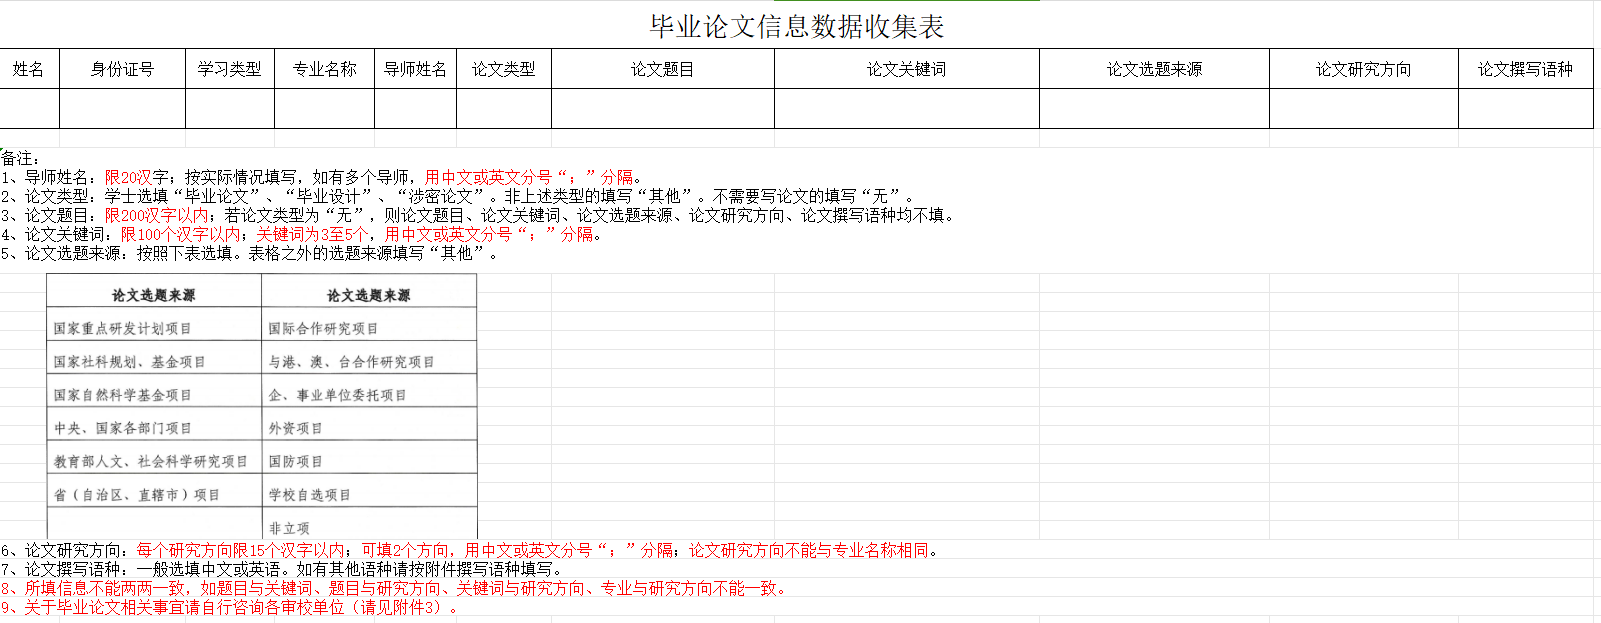 毕业论文信息数据收集表
姓名 身份证号 学习类型 专业名称 导师姓名 论文类型 论文题目 论文关键词 论文选题来源 论文研究方向 论文撰写语种
备注：
1、导师姓名：限20汉字；按实际情况填写，如有多个导师，用中文或英文分号“；”分隔。
2、论文类型：学士选填“毕业论文”、“毕业设计”、“涉密论文”。非上述类型的填写“其他”。不需要写论文的填写“无”。
3、论文题目：限200汉字以内；若论文类型为“无”，则论文题目、论文关键词、论文选题来源、论文研究方向、论文撰写语种均不填。
4、论文关键词：限100个汉字以内；关键词为3至5个，用中文或英文分号“；”分隔。
5、论文选题来源：按照下表选填。表格之外的选题来源填写“其他”。
论文选题来源 论文选题来源
国家重点研发计划项目 国际合作研究项目
国家社科规划、基金项目 与港、澳、台合作研究项目
国家自然科学基金项目 企、事业单位委托项目
中央、国家各部门项目 外资项目
教育部人文、社会科学研究项目 国防项目
省（自治区、直辖市）项目 学校自选项目
非立项
6、论文研究方向：每个研究方向限15个汉字以内；可填2个方向，用中文或英文分号“；”分隔；论文研究方向不能与专业名称相同。
7、论文撰写语种：一般选填中文或英语。如有其他语种请按附件撰写语种填写。
8、所填信息不能两两一致，如题目与关键词、题目与研究方向、关键词与研究方向、专业与研究方向不能一致。
9、关于毕业论文相关事宜请自行咨询各审校单位（请见附件3）。